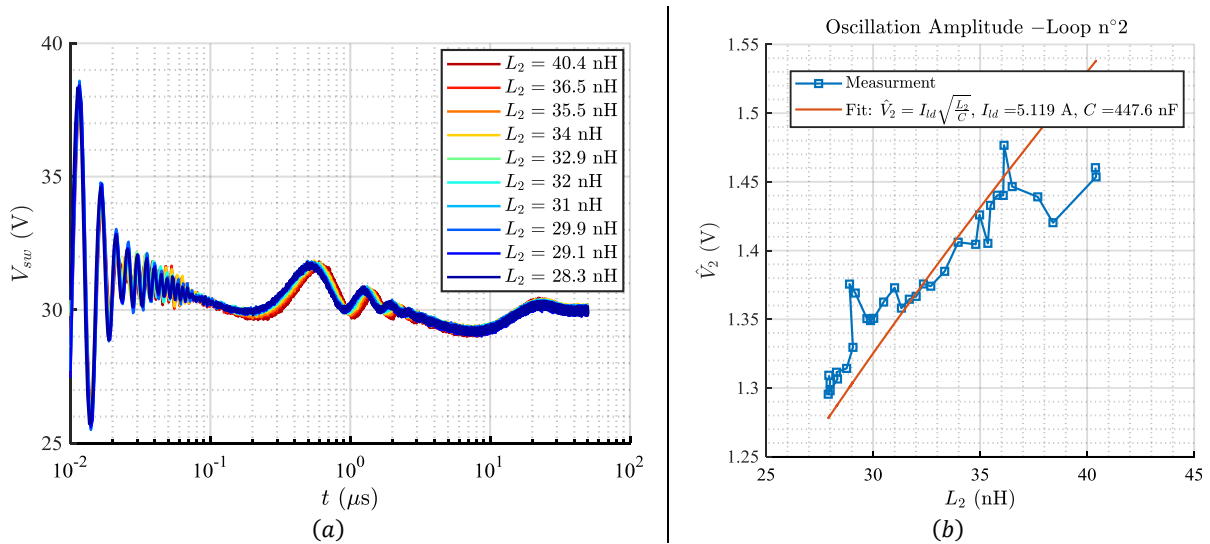 40
35
30
25
V_sw (V)
10^-2
10^-1
10^0
10^1
10^2
t (μs)
L_2 = 40.4 nH
L_2 = 36.5 nH
L_2 = 35.5 nH
L_2 = 34 nH
L_2 = 32.9 nH
L_2 = 32 nH
L_2 = 31 nH
L_2 = 29.9 nH
L_2 = 29.1 nH
L_2 = 28.3 nH
(a)
Oscillation Amplitude −Loop n°2
1.55
1.5
1.45
1.4
1.35
1.3
1.25
V̂_2 (V)
25
30
35
40
45
L_2 (nH)
Measurment
Fit: V̂_2 = I_ld √(L_2/C), I_ld =5.119 A, C =447.6 nF
(b)